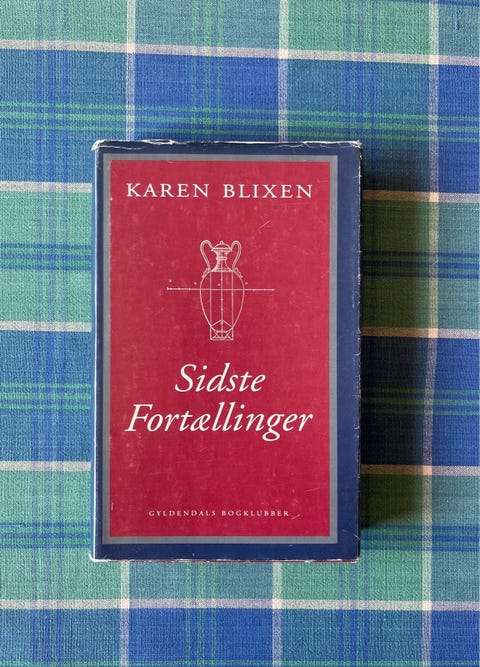 KAREN BLIXEN
Sidste
Fortællinger
GYLDENDALS BOGKLUBBER